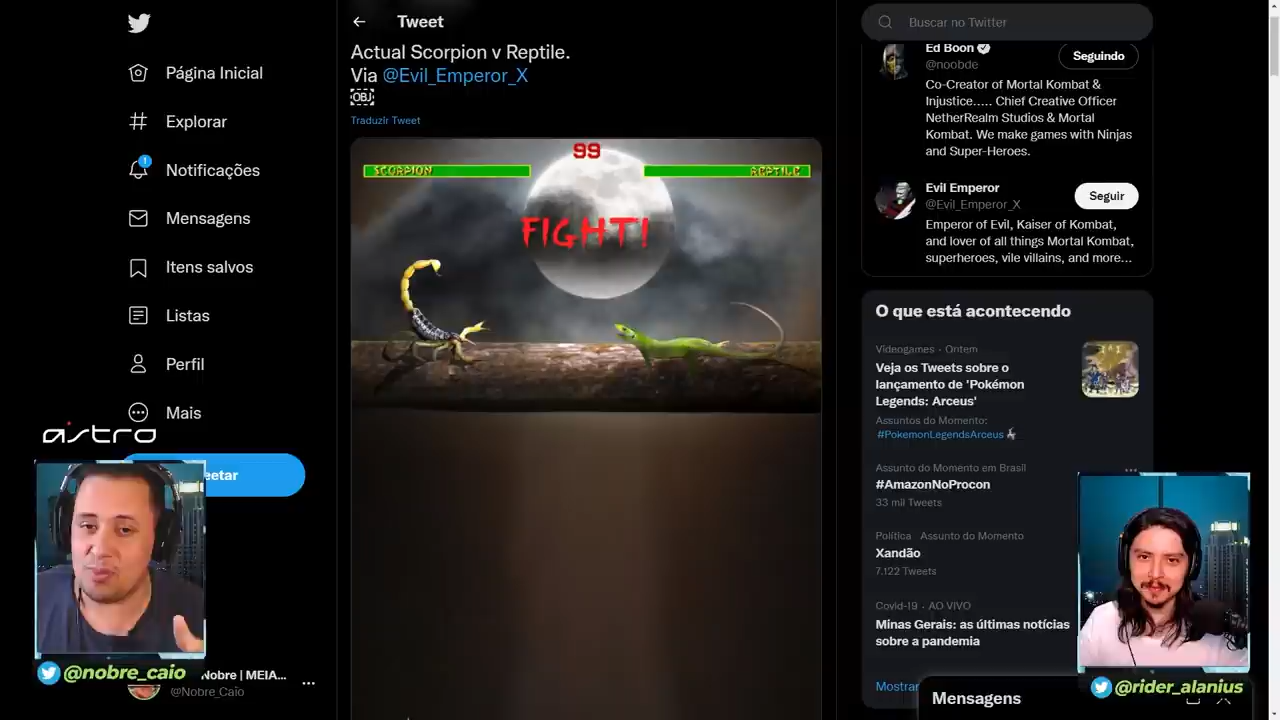 Tweet
Buscar no Twitter
Actual Scorpion v Reptile.
Via @Evil_Emperor_X
OBJ
Traduzir Tweet
99
SCORPION
REPTILE
FIGHT!
Página Inicial
Explorar
1
Notificações
Mensagens
Itens salvos
Listas
Perfil
Mais
astro
etar
@nobre_caio
Nobre | MEIA...
@Nobre_Caio
Ed Boon
@noobde
Seguindo
Co-Creator of Mortal Kombat &
Injustice..... Chief Creative Officer
NetherRealm Studios & Mortal
Kombat. We make games with Ninjas
and Super-Heroes.
Evil Emperor
@Evil_Emperor_X
Seguir
Emperor of Evil, Kaiser of Kombat,
and lover of all things Mortal Kombat,
superheroes, vile villains, and more...
O que está acontecendo
Videogames · Ontem
Veja os Tweets sobre o
lançamento de 'Pokémon
Legends: Arceus'
Assuntos do Momento:
#PokemonLegendsArceus
Assunto do Momento em Brasil
#AmazonNoProcon
33 mil Tweets
Política · Assunto do Momento
Xandão
7.122 Tweets
Covid-19 · AO VIVO
Minas Gerais: as últimas notícias
sobre a pandemia
Mostrar
Mensagens
@rider_alanius